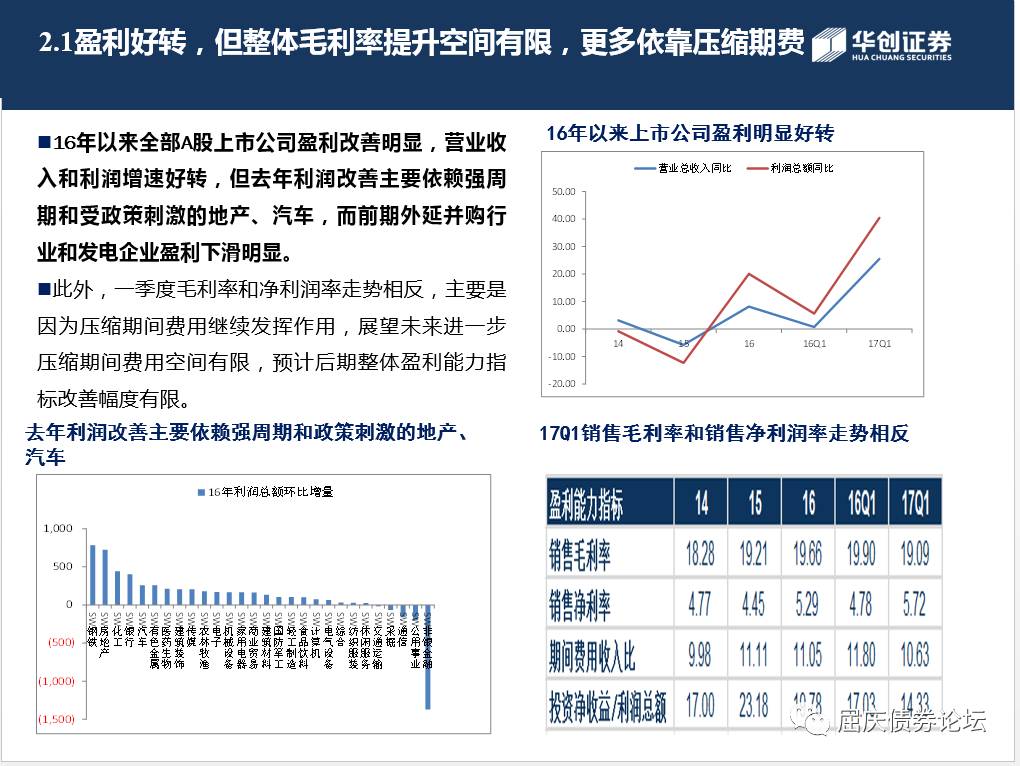 2.1盈利好转，但整体毛利率提升空间有限，更多依靠压缩期费
华创证券
HUA CHUANG SECURITIES
■16年以来全部A股上市公司盈利改善明显，营业收
入和利润增速好转，但去年利润改善主要依赖强周
期和受政策刺激的地产、汽车，而前期外延并购行
业和发电企业盈利下滑明显。
■此外，一季度毛利率和净利润率走势相反，主要是
因为压缩期间费用继续发挥作用，展望未来进一步
压缩期间费用空间有限，预计后期整体盈利能力指
标改善幅度有限。
16年以来上市公司盈利明显好转
营业总收入同比 利润总额同比
50.00
40.00
30.00
20.00
10.00
0.00
-10.00
-20.00
14 15 16 16Q1 17Q1
去年利润改善主要依赖强周期和政策刺激的地产、
汽车
16年利润总额环比增量
1,000
500
0
(500)
(1,000)
(1,500)
SW钢铁
SW房地产
SW化工
SW银行
SW汽车
SW有色金属
SW医药生物
SW建筑装饰
SW传媒
SW农林牧渔
SW电子
SW机械设备
SW家用电器
SW商业贸易
SW建筑材料
SW国防军工
SW轻工制造
SW食品饮料
SW计算机
SW电气设备
SW综合
SW纺织服装
SW休闲服务
SW交通运输
SW采掘
SW通信
SW公用事业
SW非银金融
17Q1销售毛利率和销售净利润率走势相反
盈利能力指标 14 15 16 16Q1 17Q1
销售毛利率 18.28 19.21 19.66 19.90 19.09
销售净利率 4.77 4.45 5.29 4.78 5.72
期间费用收入比 9.98 11.11 11.05 11.80 10.63
投资净收益/利润总额 17.00 23.18 19.78 17.03 14.33
屈庆债券论坛